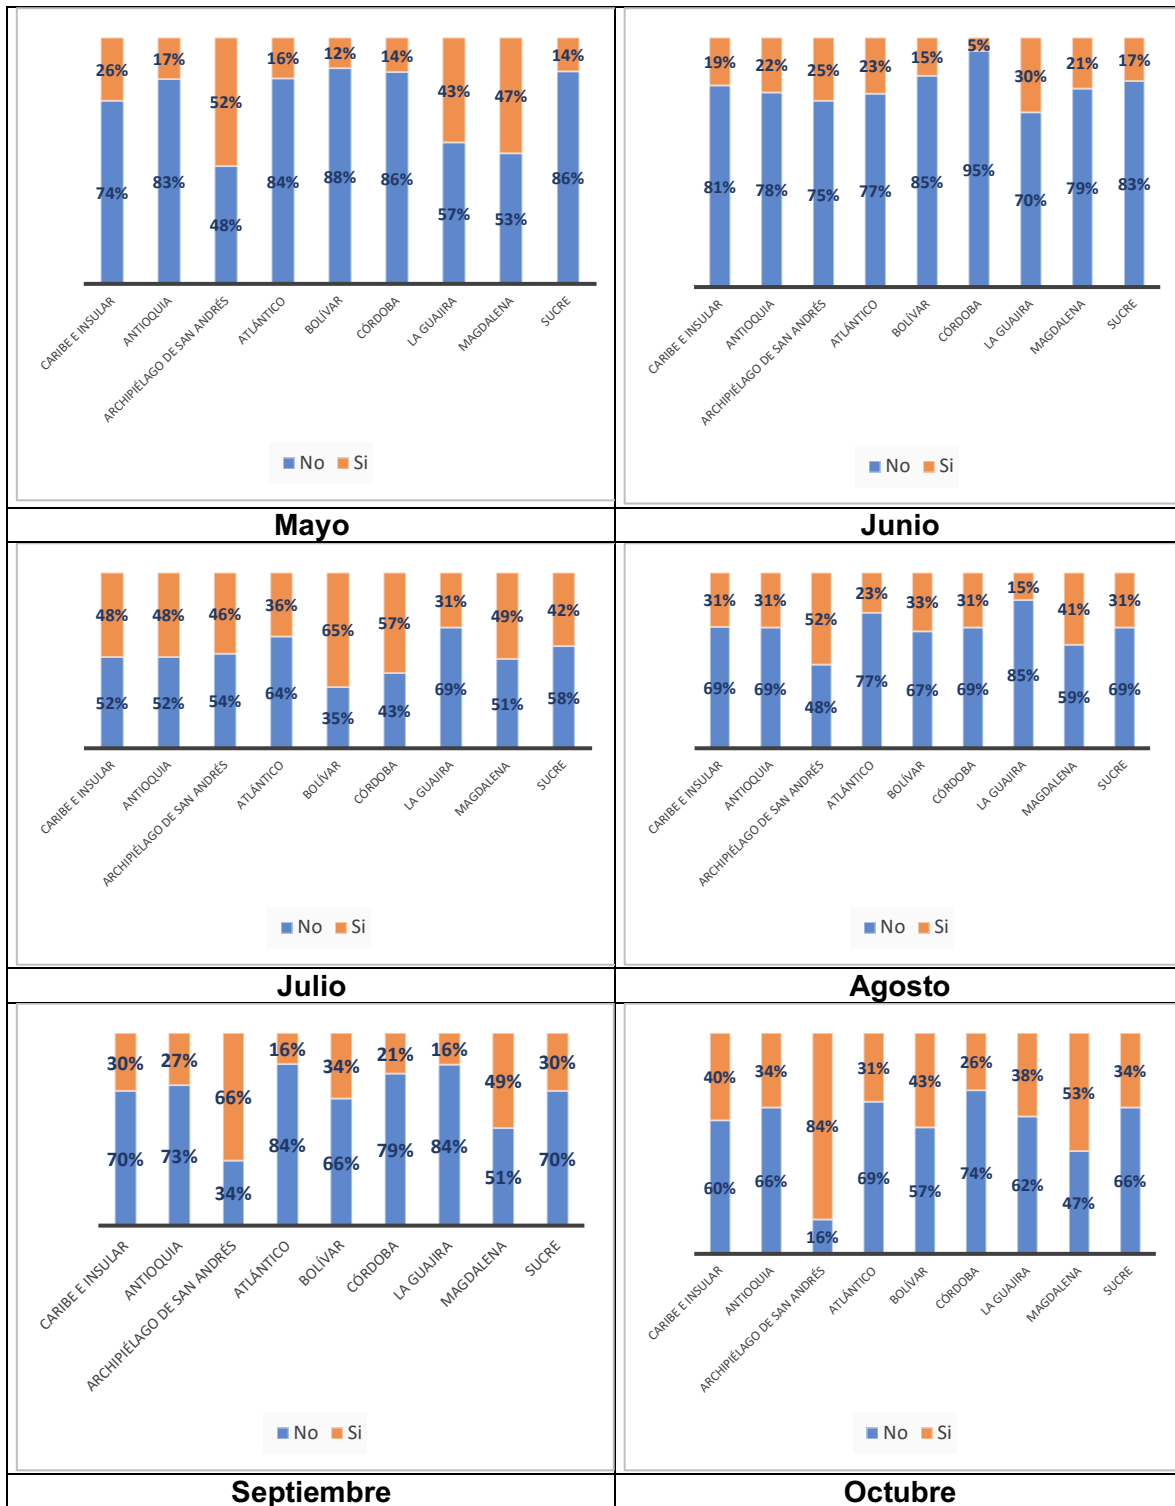 26% 17% 52% 16% 12% 14% 43% 47% 14%
74% 83% 48% 84% 88% 86% 57% 53% 86%
CARIBE E INSULAR
ANTIOQUIA
ARCHIPIÉLAGO DE SAN ANDRÉS
ATLÁNTICO
BOLÍVAR
CÓRDOBA
LA GUAJIRA
MAGDALENA
SUCRE
No Si
Mayo
19% 22% 25% 23% 15% 5% 30% 21% 17%
81% 78% 75% 77% 85% 95% 70% 79% 83%
CARIBE E INSULAR
ANTIOQUIA
ARCHIPIÉLAGO DE SAN ANDRÉS
ATLÁNTICO
BOLÍVAR
CÓRDOBA
LA GUAJIRA
MAGDALENA
SUCRE
No Si
Junio
48% 48% 46% 36% 65% 57% 31% 49% 42%
52% 52% 54% 64% 35% 43% 69% 51% 58%
CARIBE E INSULAR
ANTIOQUIA
ARCHIPIÉLAGO DE SAN ANDRÉS
ATLÁNTICO
BOLÍVAR
CÓRDOBA
LA GUAJIRA
MAGDALENA
SUCRE
No Si
Julio
31% 31% 52% 23% 33% 31% 15% 41% 31%
69% 69% 48% 77% 67% 69% 85% 59% 69%
CARIBE E INSULAR
ANTIOQUIA
ARCHIPIÉLAGO DE SAN ANDRÉS
ATLÁNTICO
BOLÍVAR
CÓRDOBA
LA GUAJIRA
MAGDALENA
SUCRE
No Si
Agosto
30% 27% 66% 16% 34% 21% 16% 49% 30%
70% 73% 34% 84% 66% 79% 84% 51% 70%
CARIBE E INSULAR
ANTIOQUIA
ARCHIPIÉLAGO DE SAN ANDRÉS
ATLÁNTICO
BOLÍVAR
CÓRDOBA
LA GUAJIRA
MAGDALENA
SUCRE
No Si
Septiembre
40% 34% 84% 31% 43% 26% 38% 53% 34%
60% 66% 16% 69% 57% 74% 62% 47% 66%
CARIBE E INSULAR
ANTIOQUIA
ARCHIPIÉLAGO DE SAN ANDRÉS
ATLÁNTICO
BOLÍVAR
CÓRDOBA
LA GUAJIRA
MAGDALENA
SUCRE
No Si
Octubre